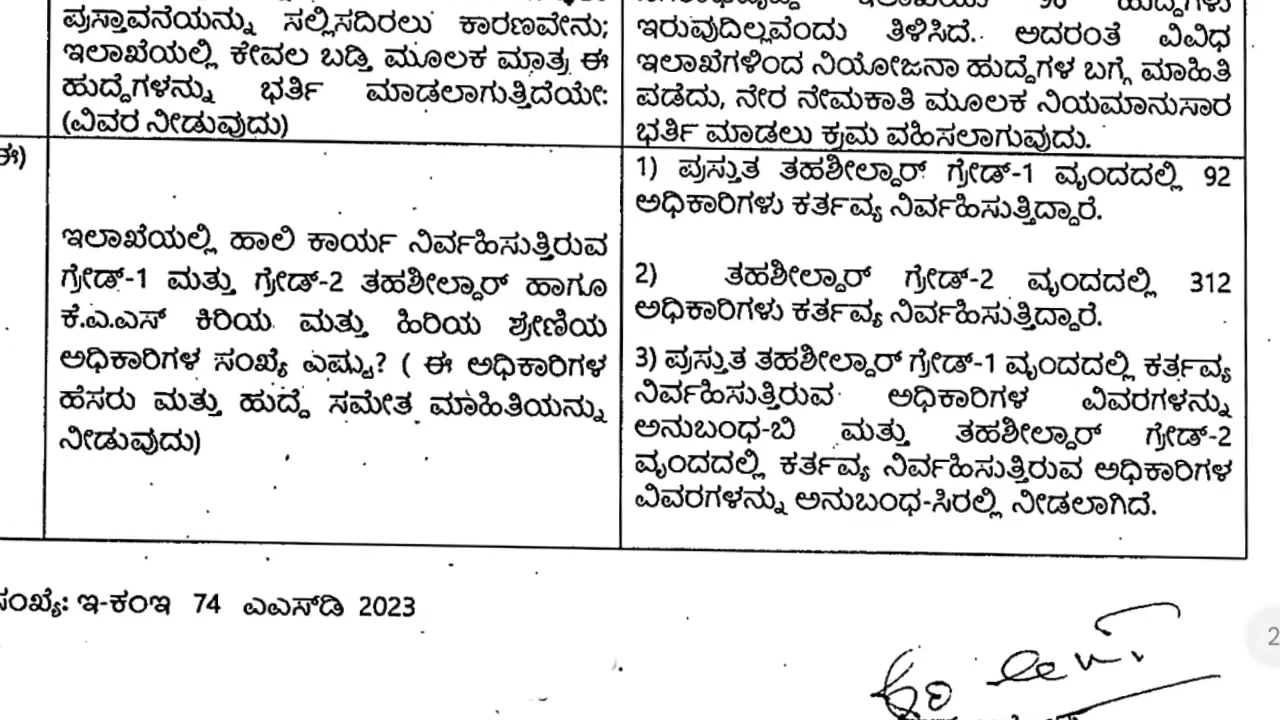 ಪ್ರಸ್ತಾವನೆಯನ್ನು ಸಲ್ಲಿಸದಿರಲು ಕಾರಣವೇನು;
ಇಲಾಖೆಯಲ್ಲಿ ಕೇವಲ ಬಡ್ತಿ ಮೂಲಕ ಮಾತ್ರ ಈ
ಹುದ್ದೆಗಳನ್ನು ಭರ್ತಿ ಮಾಡಲಾಗುತ್ತಿದೆಯೇ:
(ವಿವರ ನೀಡುವುದು)
ಇರುವುದಿಲ್ಲವೆಂದು ತಿಳಿಸಿದೆ. ಅದರಂತೆ ವಿವಿಧ
ಇಲಾಖೆಗಳಿಂದ ನಿಯೋಜನಾ ಹುದ್ದೆಗಳ ಬಗ್ಗೆ ಮಾಹಿತಿ
ಪಡೆದು, ನೇರ ನೇಮಕಾತಿ ಮೂಲಕ ನಿಯಮಾನುಸಾರ
ಭರ್ತಿ ಮಾಡಲು ಕ್ರಮ ವಹಿಸಲಾಗುವುದು.
ಈ)
ಇಲಾಖೆಯಲ್ಲಿ ಹಾಲಿ ಕಾರ್ಯ ನಿರ್ವಹಿಸುತ್ತಿರುವ
ಗ್ರೇಡ್-1 ಮತ್ತು ಗ್ರೇಡ್-2 ತಹಶೀಲ್ದಾರ್ ಹಾಗೂ
ಕೆ.ಎ.ಎಸ್ ಕಿರಿಯ ಮತ್ತು ಹಿರಿಯ ಶ್ರೇಣಿಯ
ಅಧಿಕಾರಿಗಳ ಸಂಖ್ಯೆ ಎಷ್ಟು? ( ಈ ಅಧಿಕಾರಿಗಳ
ಹೆಸರು ಮತ್ತು ಹುದ್ದೆ ಸಮೇತ ಮಾಹಿತಿಯನ್ನು
ನೀಡುವುದು)
1) ಪ್ರಸ್ತುತ ತಹಶೀಲ್ದಾರ್ ಗ್ರೇಡ್-1 ವೃಂದದಲ್ಲಿ 92
ಅಧಿಕಾರಿಗಳು ಕರ್ತವ್ಯ ನಿರ್ವಹಿಸುತ್ತಿದ್ದಾರೆ.
2) ತಹಶೀಲ್ದಾರ್ ಗ್ರೇಡ್-2 ವೃಂದದಲ್ಲಿ 312
ಅಧಿಕಾರಿಗಳು ಕರ್ತವ್ಯ ನಿರ್ವಹಿಸುತ್ತಿದ್ದಾರೆ.
3) ಪ್ರಸ್ತುತ ತಹಶೀಲ್ದಾರ್ ಗ್ರೇಡ್-1 ವೃಂದದಲ್ಲಿ ಕರ್ತವ್ಯ
ನಿರ್ವಹಿಸುತ್ತಿರುವ ಅಧಿಕಾರಿಗಳ ವಿವರಗಳನ್ನು
ಅನುಬಂಧ-ಬಿ ಮತ್ತು ತಹಶೀಲ್ದಾರ್ ಗ್ರೇಡ್-2
ವೃಂದದಲ್ಲಿ ಕರ್ತವ್ಯ ನಿರ್ವಹಿಸುತ್ತಿರುವ ಅಧಿಕಾರಿಗಳ
ವಿವರಗಳನ್ನು ಅನುಬಂಧ-ಸಿರಲ್ಲಿ ನೀಡಲಾಗಿದೆ.
ಸಂಖ್ಯೆ: ಇ-ಕಂಇ 74 ಎಎಸ್‌ಡಿ 2023
2